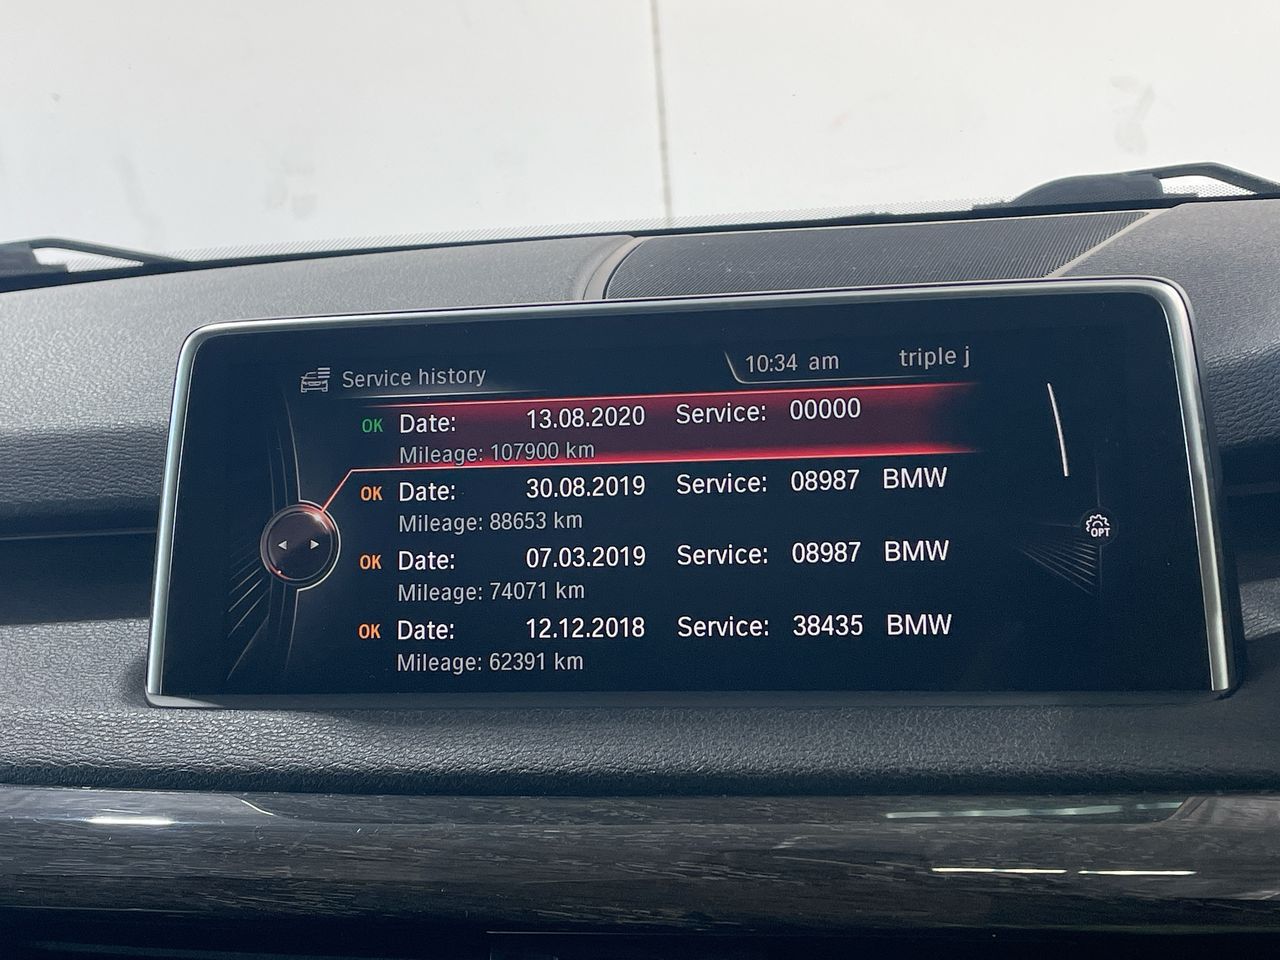 Service history 10:34 am triple j
OK Date: 13.08.2020 Service: 00000
Mileage: 107900 km
OK Date: 30.08.2019 Service: 08987 BMW
Mileage: 88653 km
OK Date: 07.03.2019 Service: 08987 BMW
Mileage: 74071 km
OK Date: 12.12.2018 Service: 38435 BMW
Mileage: 62391 km
OPT